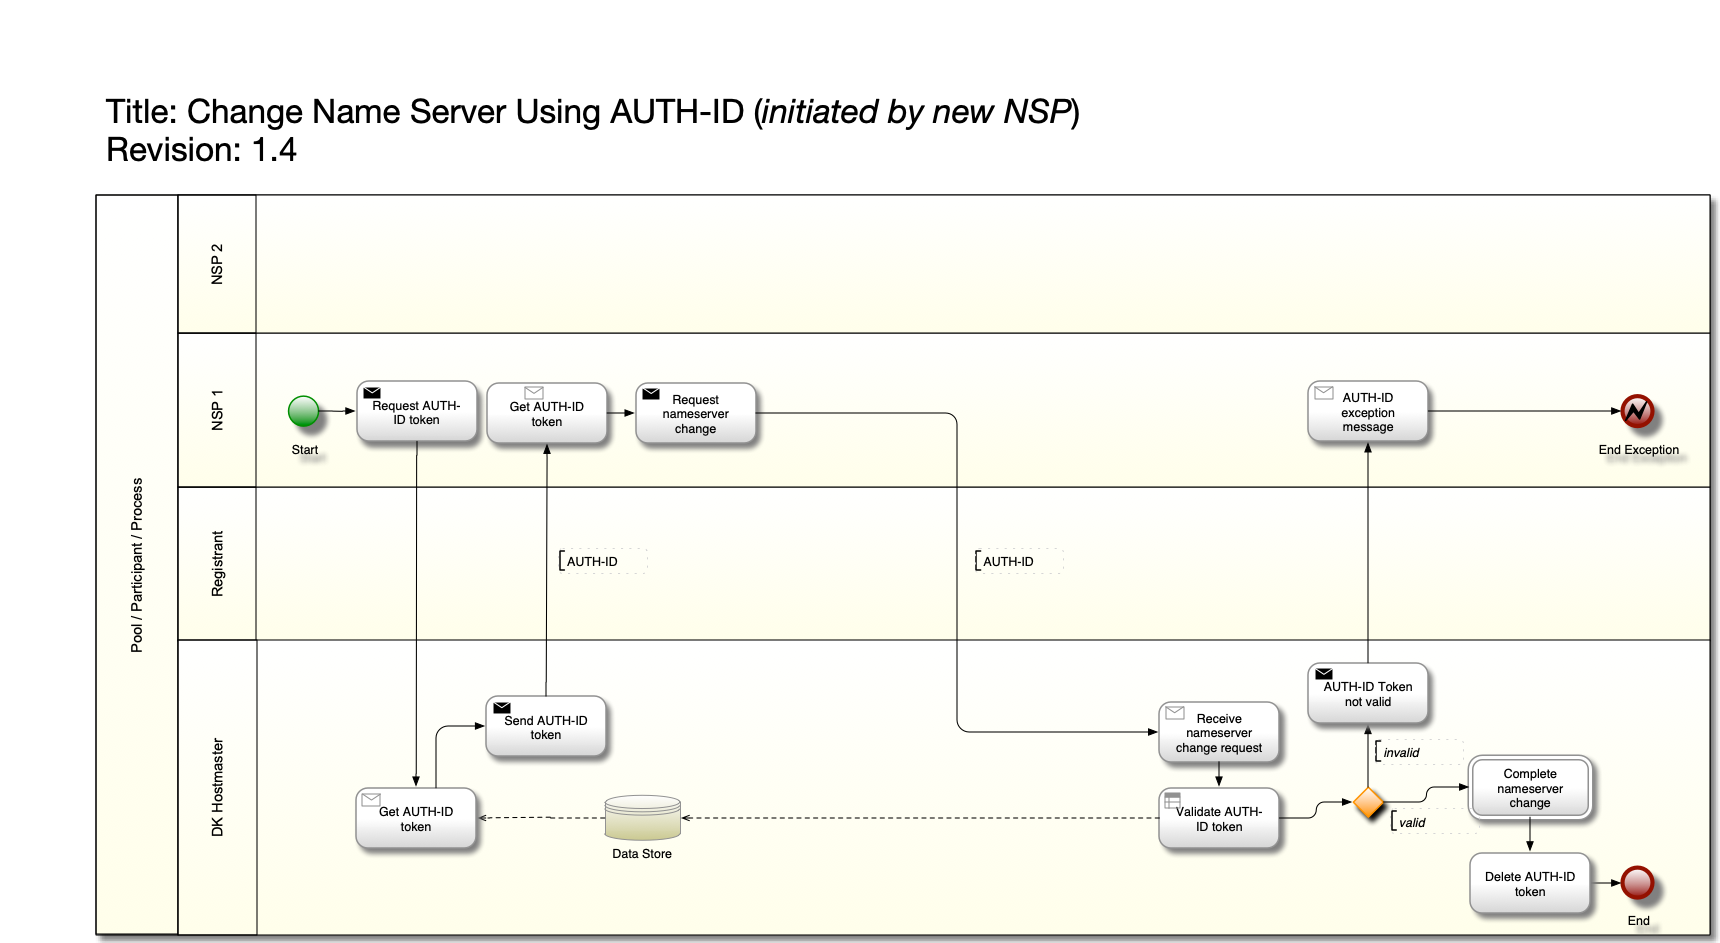 Title: Change Name Server Using AUTH-ID (initiated by new NSP)
Revision: 1.4
Pool / Participant / Process
NSP 2
NSP 1
Start
Request AUTH-
ID token
Get AUTH-ID
token
Request
nameserver
change
AUTH-ID
exception
message
End Exception
Registrant
AUTH-ID
AUTH-ID
DK Hostmaster
Send AUTH-ID
token
Get AUTH-ID
token
Data Store
Receive
nameserver
change request
Validate AUTH-
ID token
AUTH-ID Token
not valid
invalid
valid
Complete
nameserver
change
Delete AUTH-ID
token
End